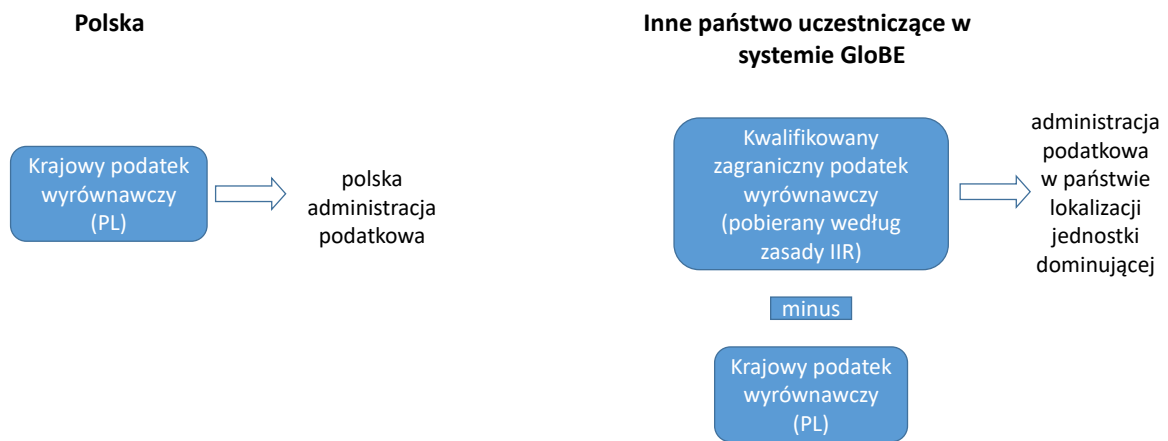 Polska
Krajowy podatek
wyrównawczy
(PL)
polska
administracja
podatkowa
Inne państwo uczestniczące w
systemie GloBE
Kwalifikowany
zagraniczny podatek
wyrównawczy
(pobierany według
zasady IIR)
administracja
podatkowa
w państwie
lokalizacji
jednostki
dominującej
minus
Krajowy podatek
wyrównawczy
(PL)